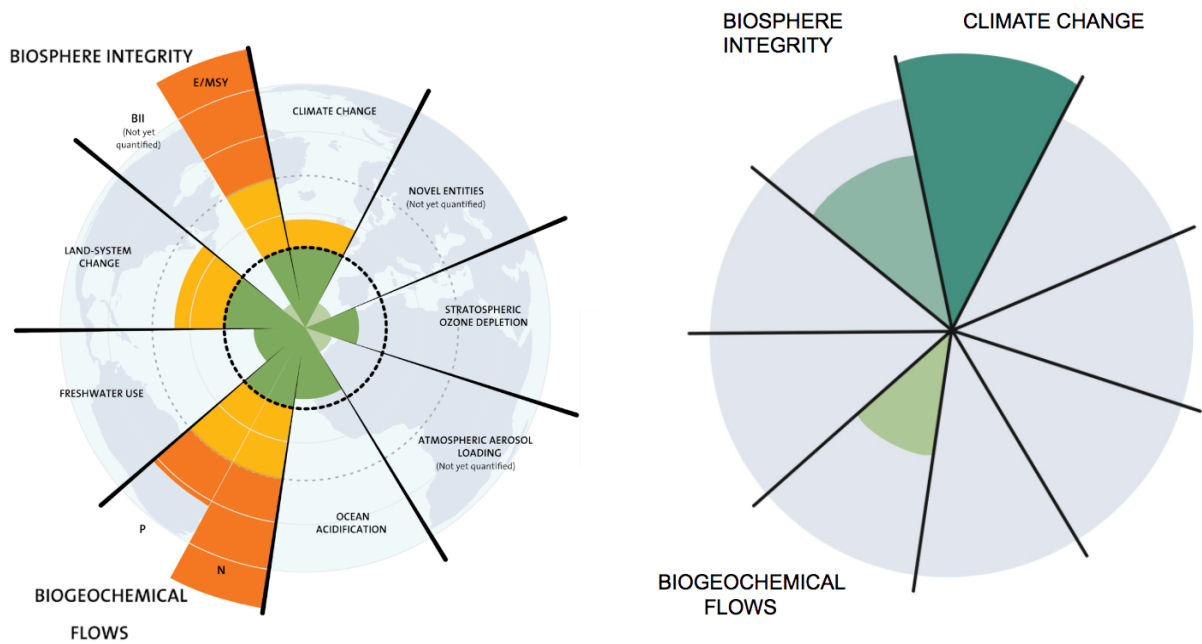 BIOSPHERE INTEGRITY
E/MSY
BII
(Not yet
quantified)
CLIMATE CHANGE
NOVEL ENTITIES
(Not yet quantified)
LAND-SYSTEM
CHANGE
STRATOSPHERIC
OZONE DEPLETION
FRESHWATER USE
ATMOSPHERIC AEROSOL
LOADING
(Not yet quantified)
OCEAN
ACIDIFICATION
P
N
BIOGEOCHEMICAL
FLOWS
BIOSPHERE
INTEGRITY
CLIMATE CHANGE
BIOGEOCHEMICAL
FLOWS